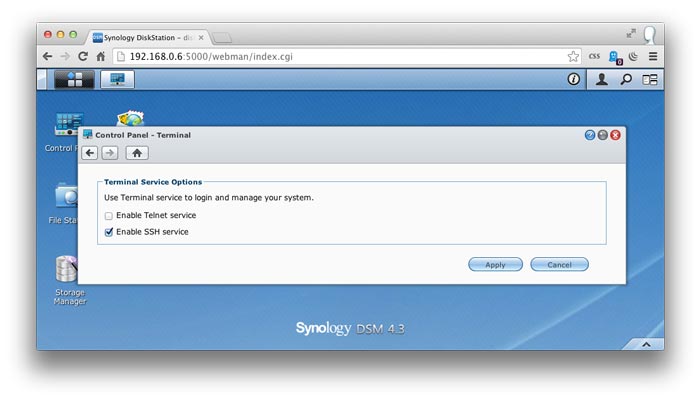 Synology DiskStation - dis
192.168.0.6:5000/webman/index.cgi
CSS
0
Control Panel - Terminal
Control P
Terminal Service Options
Use Terminal service to login and manage your system.
Enable Telnet service
Enable SSH service
File Sta
Apply
Cancel
Storage
Manager
Synology DSM 4.3